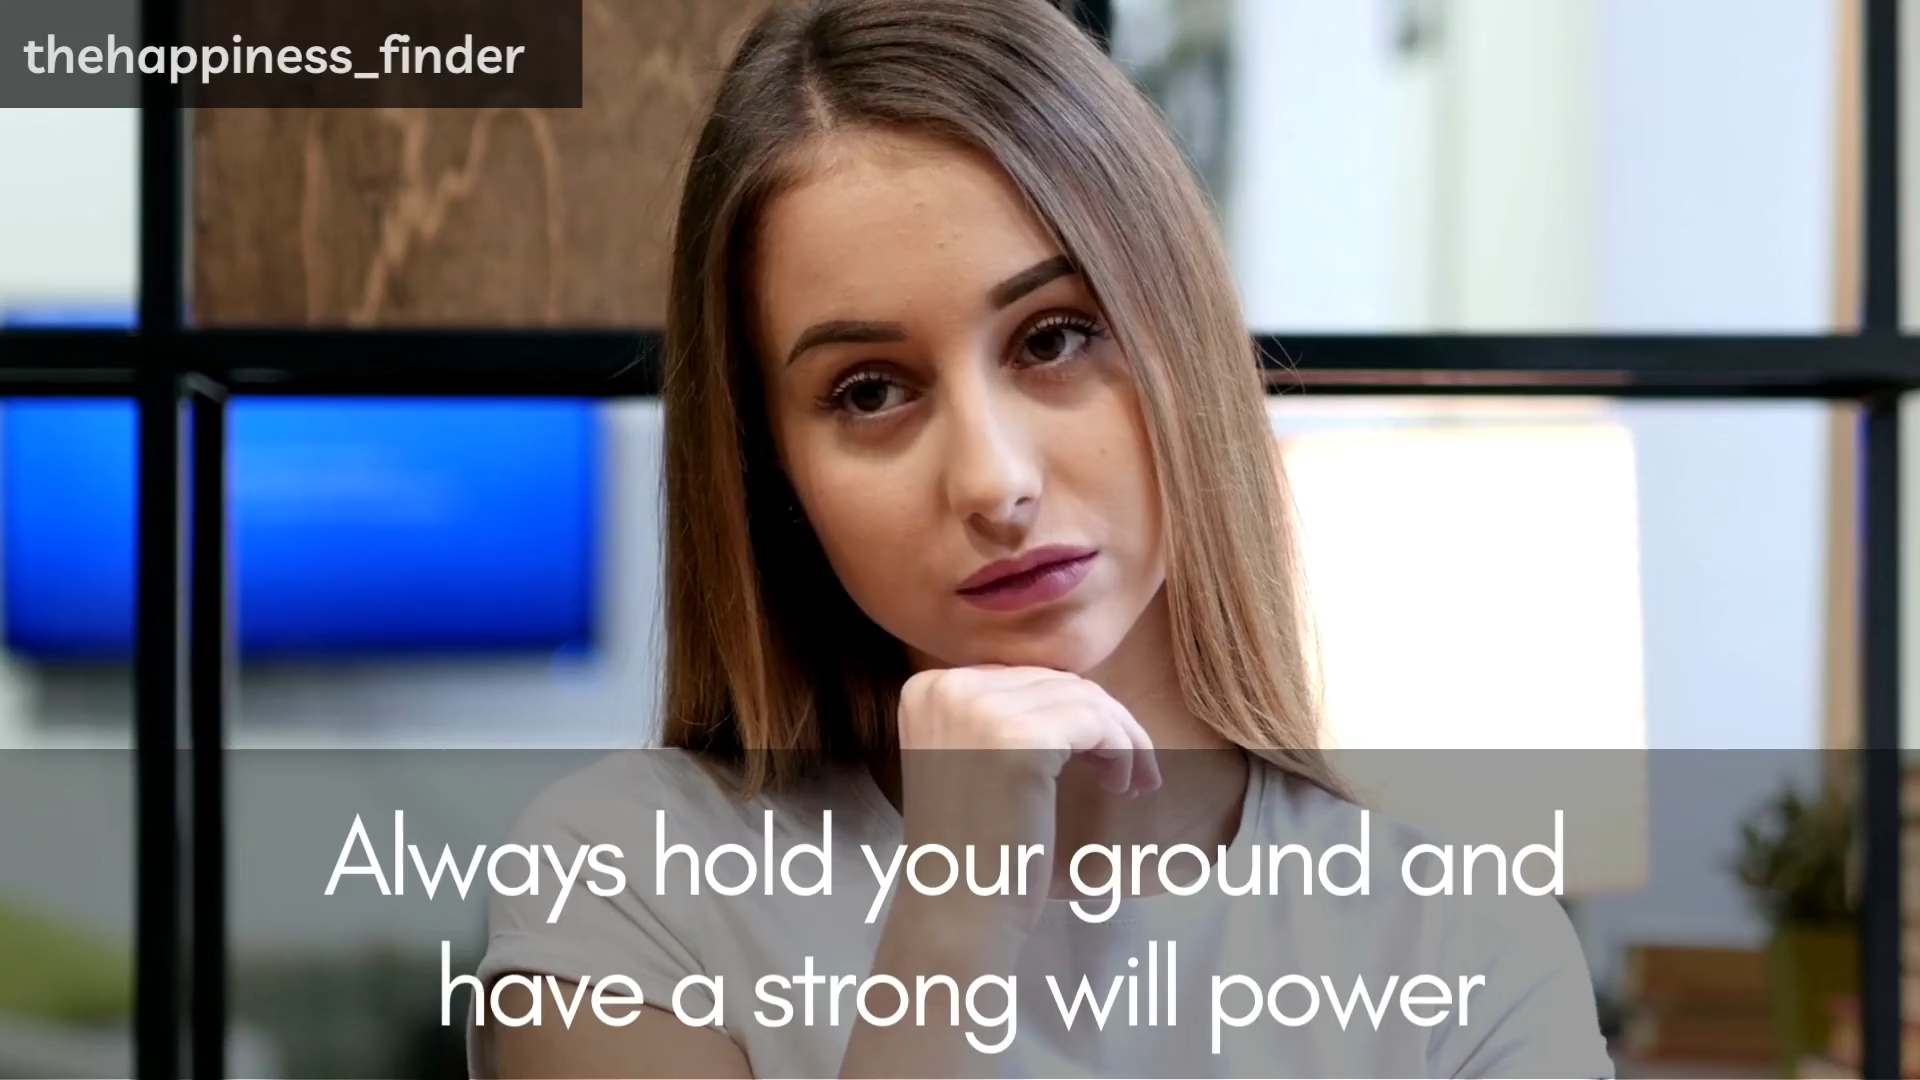 thehappiness_finder
Always hold your ground and
have a strong will power